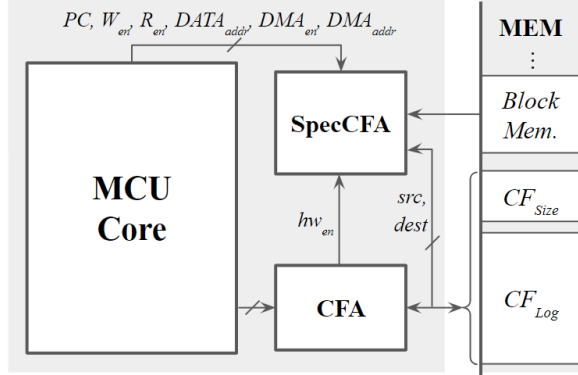 PC, W_en, R_en, DATA_addr, DMA_en, DMA_addr
MEM
⋮
SpecCFA
Block
Mem.
MCU
Core
hw_en
src,
dest
CF_Size
CFA
CF_Log